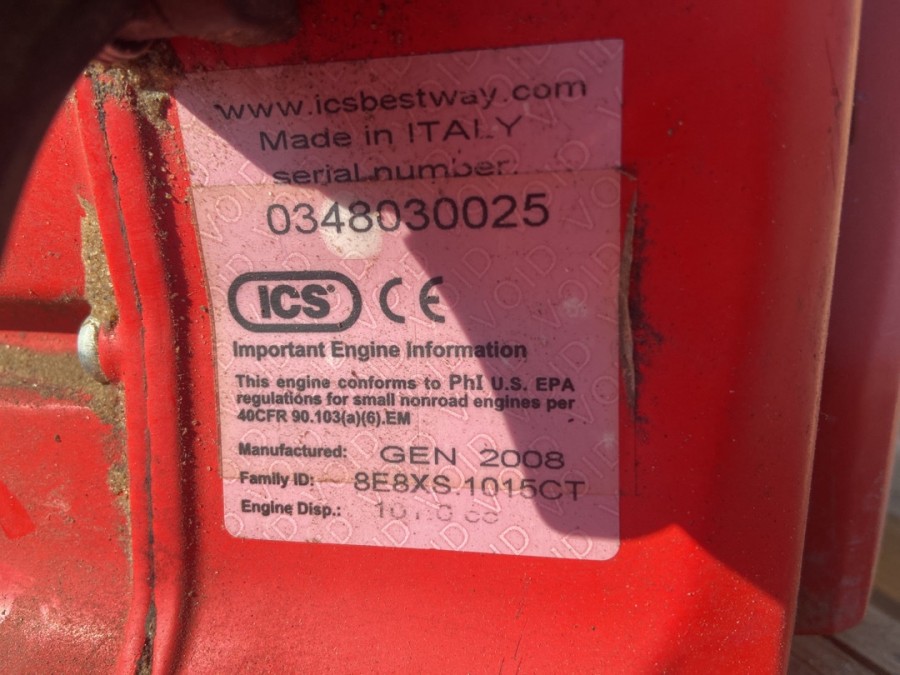 www.icsbestway.com
Made in ITALY
serial number:
0348030025
ICS® CE
Important Engine Information
This engine conforms to PhI U.S. EPA
regulations for small nonroad engines per
40CFR 90.103(a)(6).EM
Manufactured: GEN 2008
Family ID: 8E8XS.1015CT
Engine Disp.: